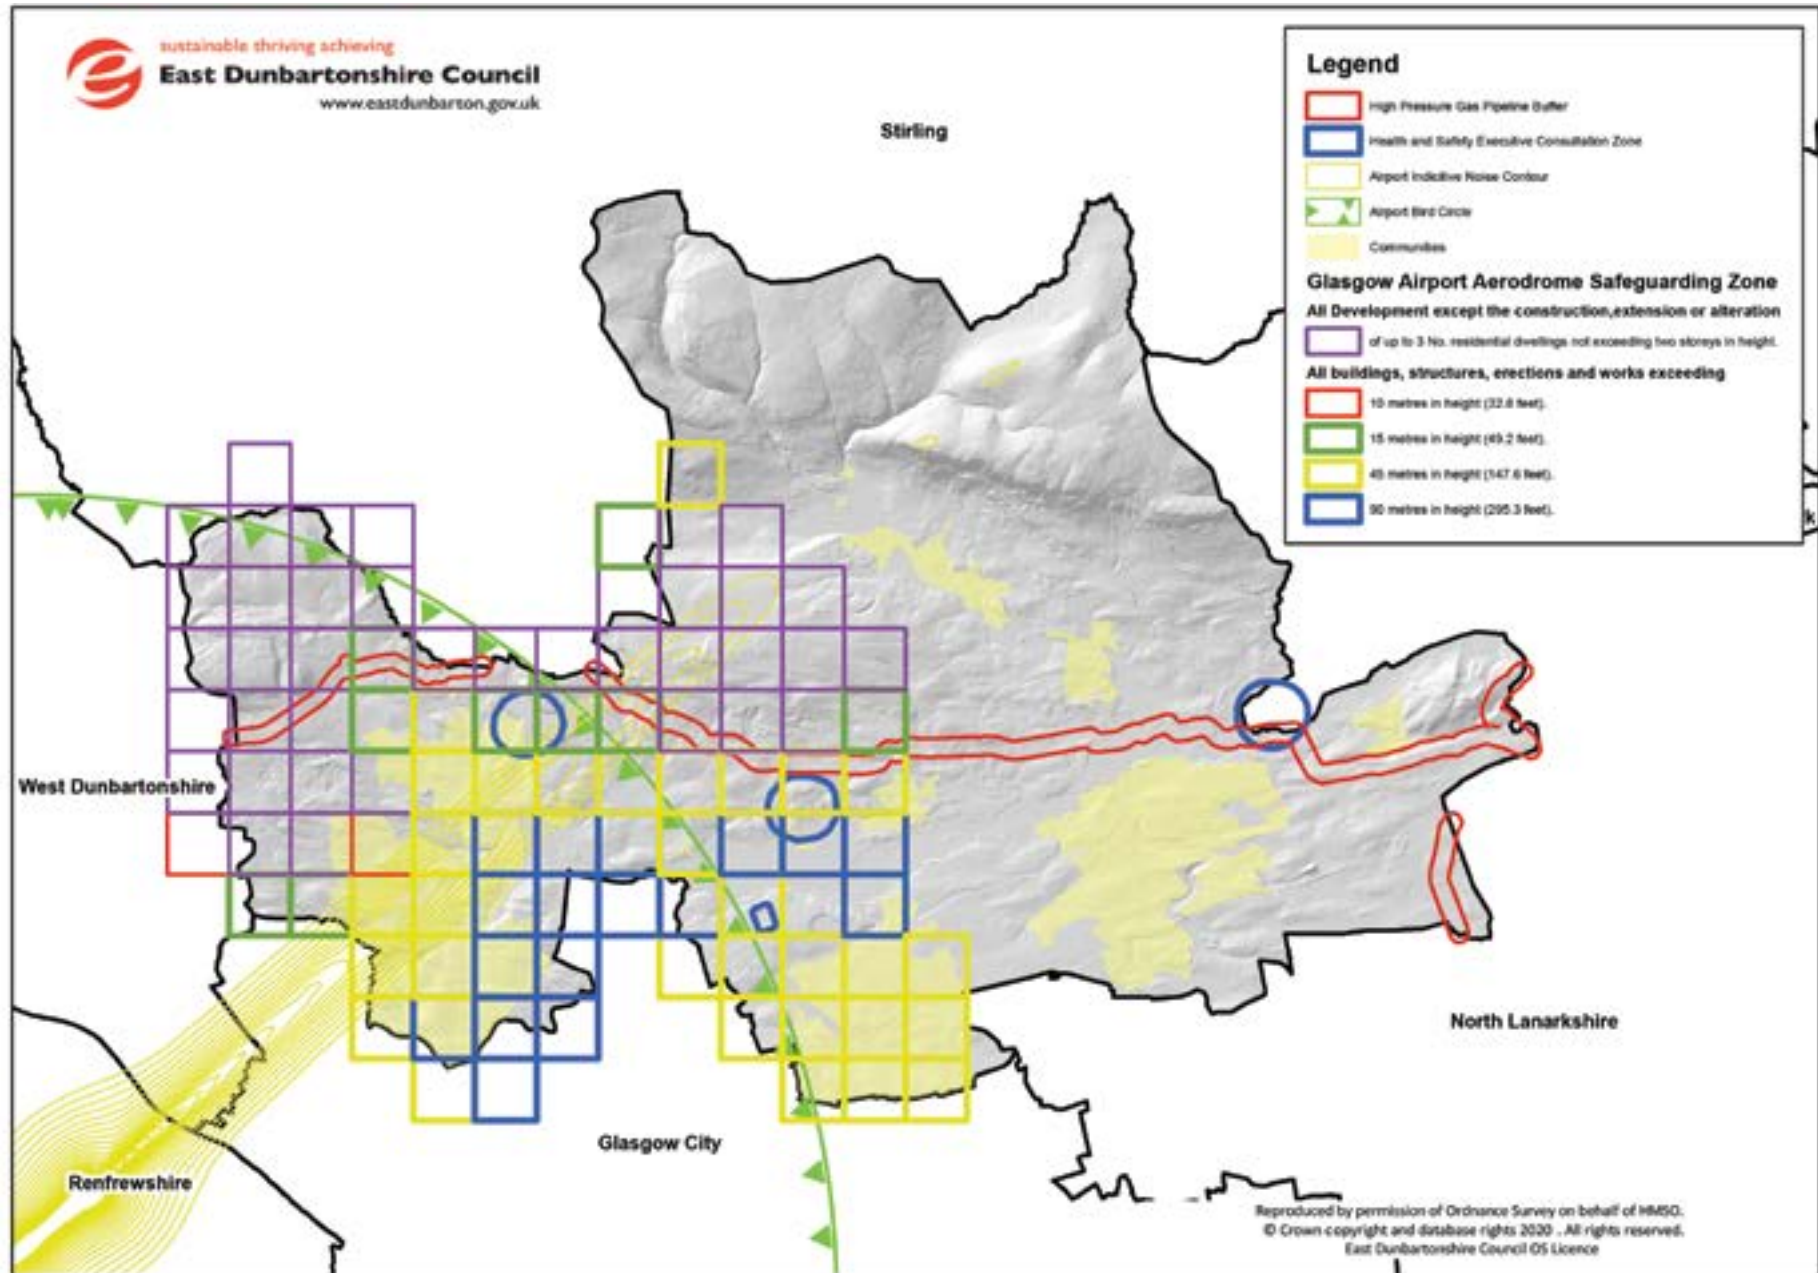 sustainable thriving achieving
East Dunbartonshire Council
www.eastdunbarton.gov.uk
Stirling
Legend
High Pressure Gas Pipeline Buffer
Health and Safety Executive Consultation Zone
Airport Indicitive Noise Contour
Airport Bird Circle
Communities
Glasgow Airport Aerodrome Safeguarding Zone
All Development except the construction,extension or alteration
of up to 3 No. residential dwellings not exceeding two storeys in height.
All buildings, structures, erections and works exceeding
10 metres in height (32.8 feet).
15 metres in height (49.2 feet).
45 metres in height (147.6 feet).
90 metres in height (295.3 feet).
West Dunbartonshire
North Lanarkshire
Glasgow City
Renfrewshire
Reproduced by permission of Ordnance Survey on behalf of HMSO.
© Crown copyright and database rights 2020 . All rights reserved.
East Dunbartonshire Council OS Licence